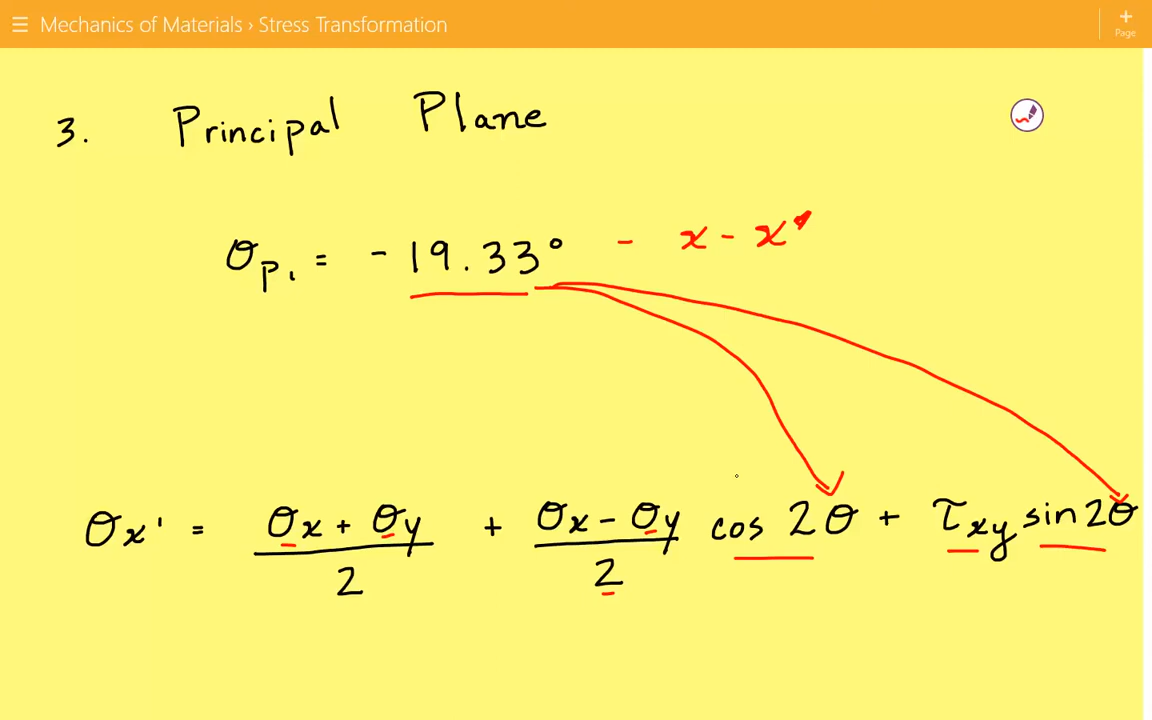 Mechanics of Materials › Stress Transformation
+
Page
3. Principal Plane
θp₁ = -19.33° - x - x'
σx' = (σx + σy)/2 + (σx - σy)/2 cos 2θ + τxy sin 2θ